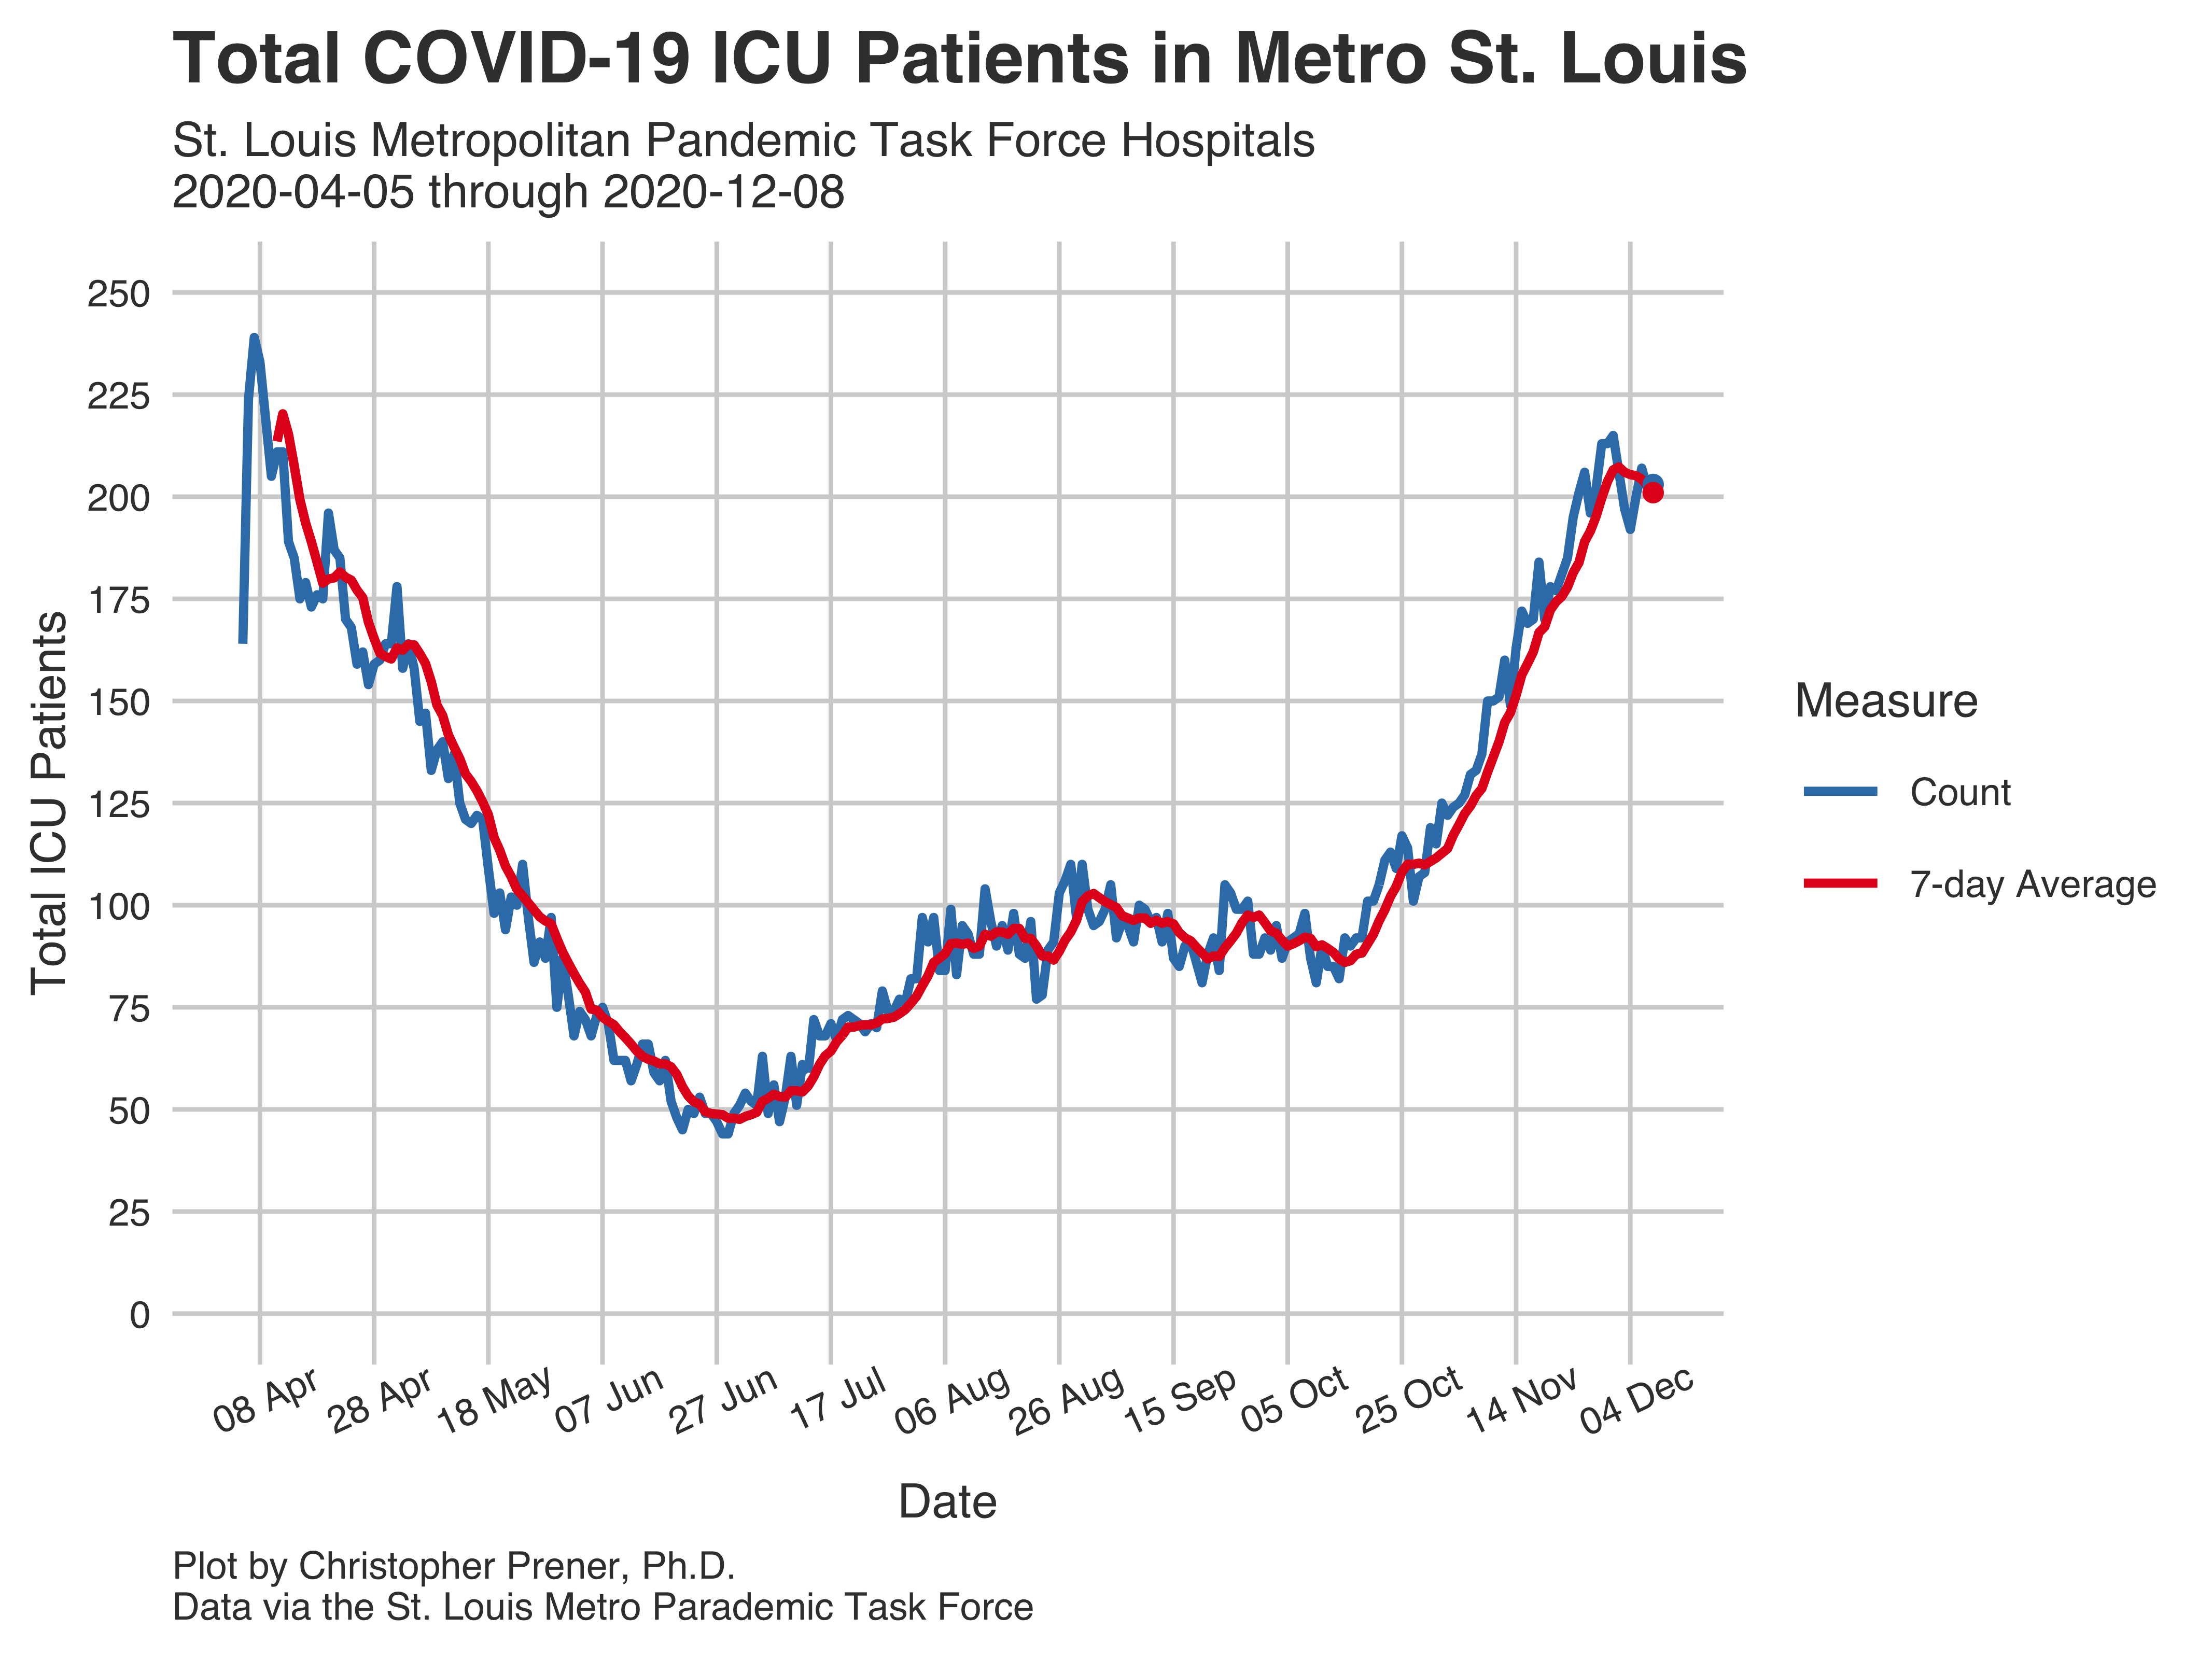 Total COVID-19 ICU Patients in Metro St. Louis
St. Louis Metropolitan Pandemic Task Force Hospitals
2020-04-05 through 2020-12-08
Total ICU Patients
250
225
200
175
150
125
100
75
50
25
0
08 Apr
28 Apr
18 May
07 Jun
27 Jun
17 Jul
06 Aug
26 Aug
15 Sep
05 Oct
25 Oct
14 Nov
04 Dec
Date
Measure
Count
7-day Average
Plot by Christopher Prener, Ph.D.
Data via the St. Louis Metro Parademic Task Force